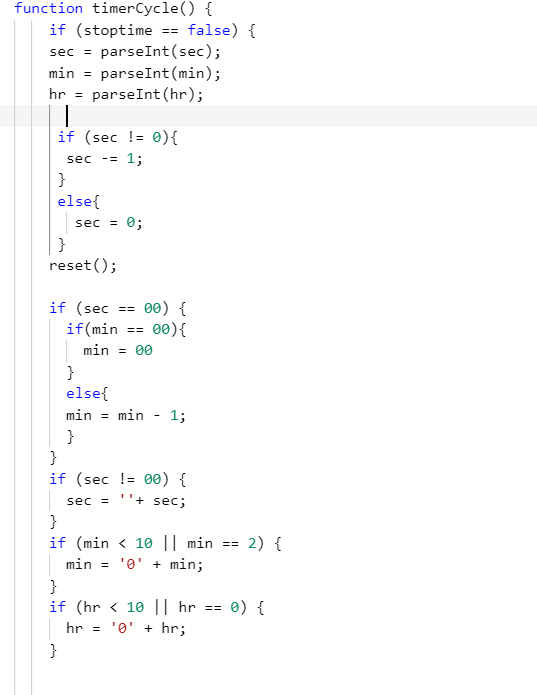 function timerCycle() {
if (stoptime == false) {
sec = parseInt(sec);
min = parseInt(min);
hr = parseInt(hr);
if (sec != 0){
sec -= 1;
}
else{
sec = 0;
}
reset();
if (sec == 00) {
if(min == 00){
min = 00
}
else{
min = min - 1;
}
}
if (sec != 00) {
sec = ''+ sec;
}
if (min < 10 || min == 2) {
min = '0' + min;
}
if (hr < 10 || hr == 0) {
hr = '0' + hr;
}